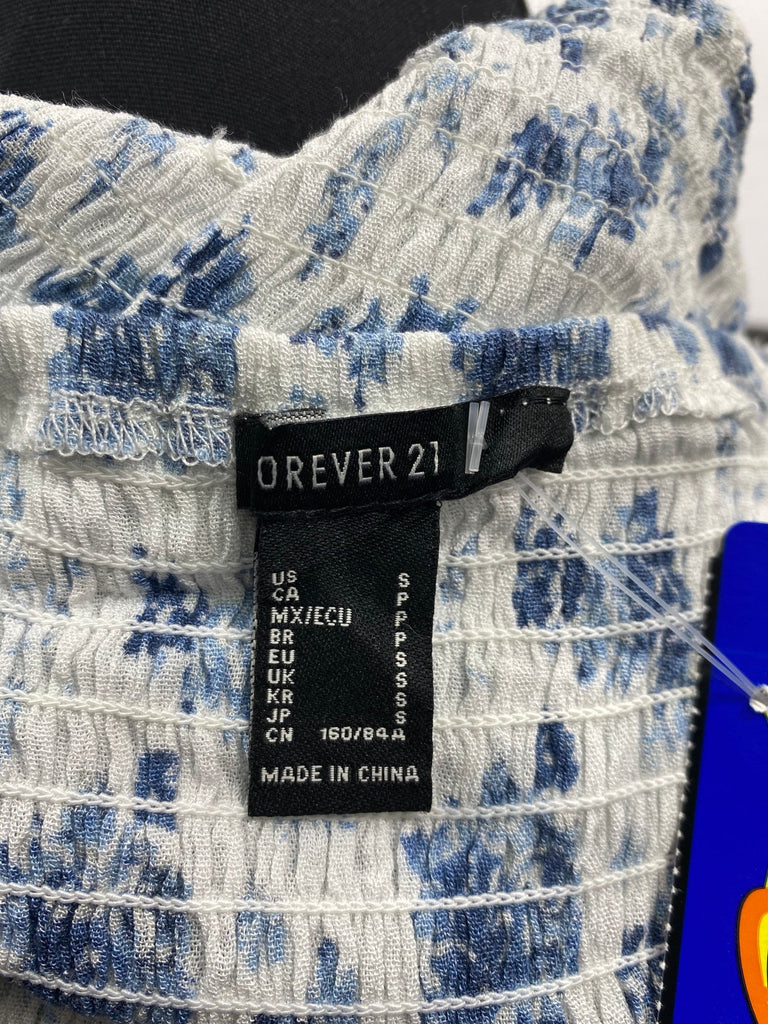 OREVER 21
US S
CA P
MX/ECU P
BR P
EU S
UK S
KR S
JP S
CN 160/84A
MADE IN CHINA